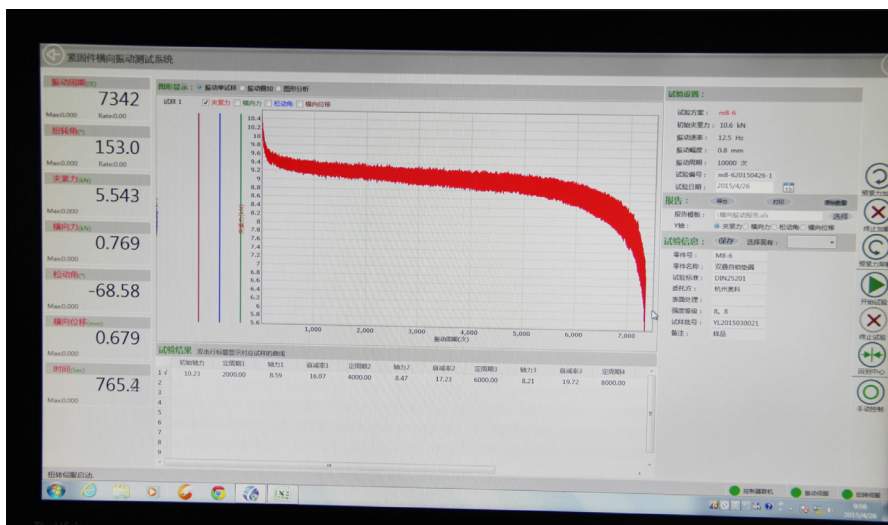 紧固件横向振动测试系统
振动周期(次)
7342
Max:0.000 Rate:0.00
扭转角(°)
153.0
Max:0.000 Rate:0.00
夹紧力(kN)
5.543
Max:0.000
横向力(kN)
0.769
Max:0.000
松动角(°)
-68.58
Max:0.000
横向位移(mm)
0.679
Max:0.000
时间(Sec)
765.4
Max:0.000
扭转伺服启动.
图形显示: 振动单试样 振动叠加 图形分析
试样 1 夹紧力 横向力 松动角 横向位移
10.4
10.2
10
9.8
9.6
9.4
9.2
9
8.8
8.6
8.4
8.2
8
7.8
7.6
7.4
7.2
7
6.8
6.6
6.4
6.2
6
5.8
5.6
夹紧力(kN)
1,000 2,000 3,000 4,000 5,000 6,000 7,000
振动周期(次)
试验结果 双击行标题显示对应试样的曲线
初始轴力 定周期1 轴力1 衰减率1 定周期2 轴力2 衰减率2 定周期3 轴力3 衰减率3 定周期4
1 √ 10.23 2000.00 8.59 16.07 4000.00 8.47 17.23 6000.00 8.21 19.72 8000.00
2
3
4
5
6
7
8
9
试验设置:
试验方案: m8-6
初始夹紧力: 10.6 kN
振动速率: 12.5 Hz
振动幅度: 0.8 mm
振动周期: 10000 次
试验编号: m8-620150426-1
试验日期: 2015/4/26
报告: 导出 打印 原始数据
报告模板: \横向振动报告.xls 选择
Y轴: 夹紧力 横向力 松动角 横向位移
试验信息: 保存 选择现有:
零件号: M8-6
零件名称: 双叠自锁垫圈
试验标准: DIN25201
委托方: 杭州奥科
表面处理:
强度等级: 8。8
试样批号: YL2015030021
备注: 样品
预紧力加
停止加载
预紧力卸载
开始试验
停止试验
回到中心
手动控制
控制器联机 振动伺服 扭转伺服
9:56
2015/4/26